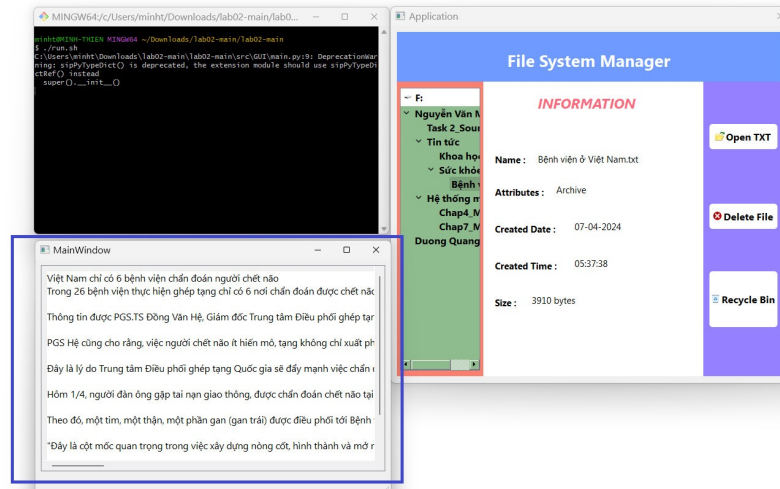 MINGW64:/c/Users/minht/Downloads/lab02-main/lab0...
minht@MINH-THIEN MINGW64 ~/Downloads/lab02-main/lab02-main
$ ./run.sh
C:\Users\minht\Downloads\lab02-main\lab02-main\src\GUI\main.py:9: DeprecationWar
ning: sipPyTypeDict() is deprecated, the extension module should use sipPyTypeDi
ctRef() instead
super().__init__()
Application
File System Manager
F:
Nguyễn Văn
Task 2_Sour
Tin tức
Khoa học
Sức khỏe
Bệnh
Hệ thống
Chap4_M
Chap7_M
Duong Quang
INFORMATION
Name : Bệnh viện ở Việt Nam.txt
Attributes : Archive
Created Date : 07-04-2024
Created Time : 05:37:38
Size : 3910 bytes
Open TXT
Delete File
Recycle Bin
MainWindow
Việt Nam chỉ có 6 bệnh viện chẩn đoán người chết não
Trong 26 bệnh viện thực hiện ghép tạng chỉ có 6 nơi chẩn đoán được chết não
Thông tin được PGS.TS Đồng Văn Hệ, Giám đốc Trung tâm Điều phối ghép tạn
PGS Hệ cũng cho rằng, việc người chết não ít hiến mô, tạng không chỉ xuất ph
Đây là lý do Trung tâm Điều phối ghép tạng Quốc gia sẽ đẩy mạnh việc chẩn
Hôm 1/4, người đàn ông gặp tai nạn giao thông, được chẩn đoán chết não tại
Theo đó, một tim, một thận, một phần gan (gan trái) được điều phối tới Bệnh
"Đây là cột mốc quan trọng trong việc xây dựng nòng cốt, hình thành và mở